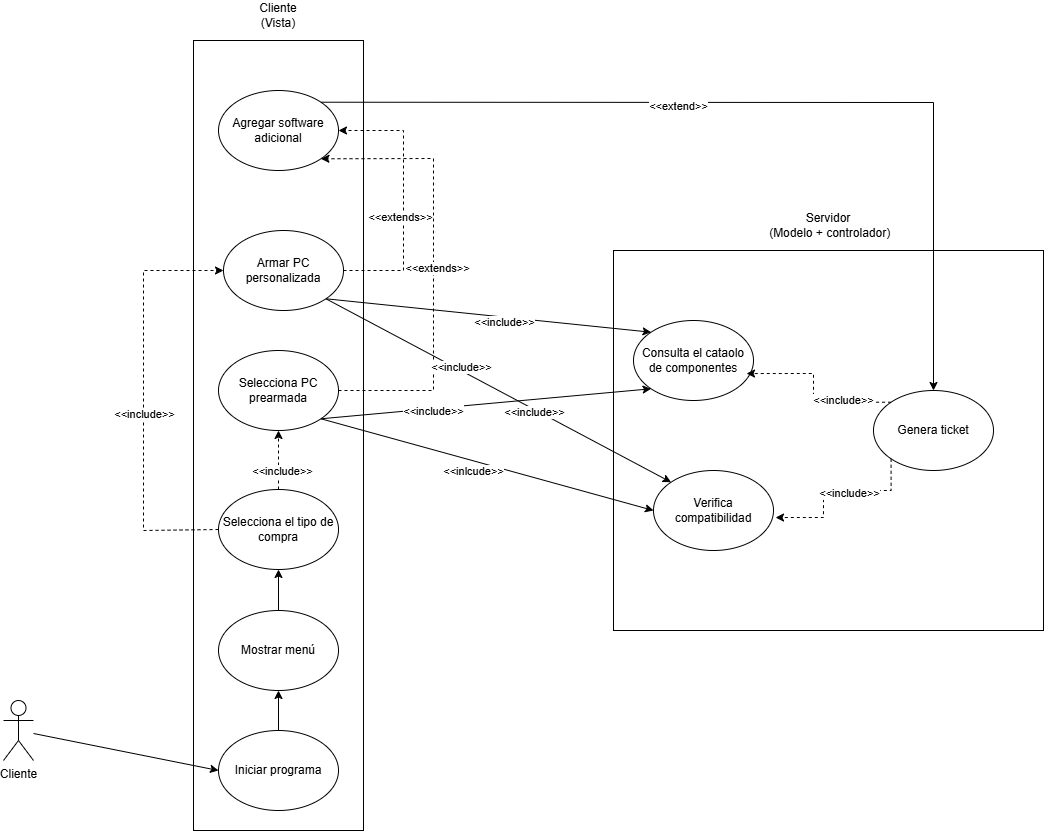 Cliente
(Vista)
Agregar software
adicional
<<extend>>
<<extends>>
Servidor
(Modelo + controlador)
Armar PC
personalizada
<<extends>>
<<include>>
Consulta el cataolo
de componentes
<<include>>
Selecciona PC
prearmada
<<include>>
<<include>>
<<include>>
<<include>>
Genera ticket
<<include>>
<<inlcude>>
<<include>>
Verifica
compatibilidad
Selecciona el tipo de
compra
Mostrar menú
Iniciar programa
Cliente